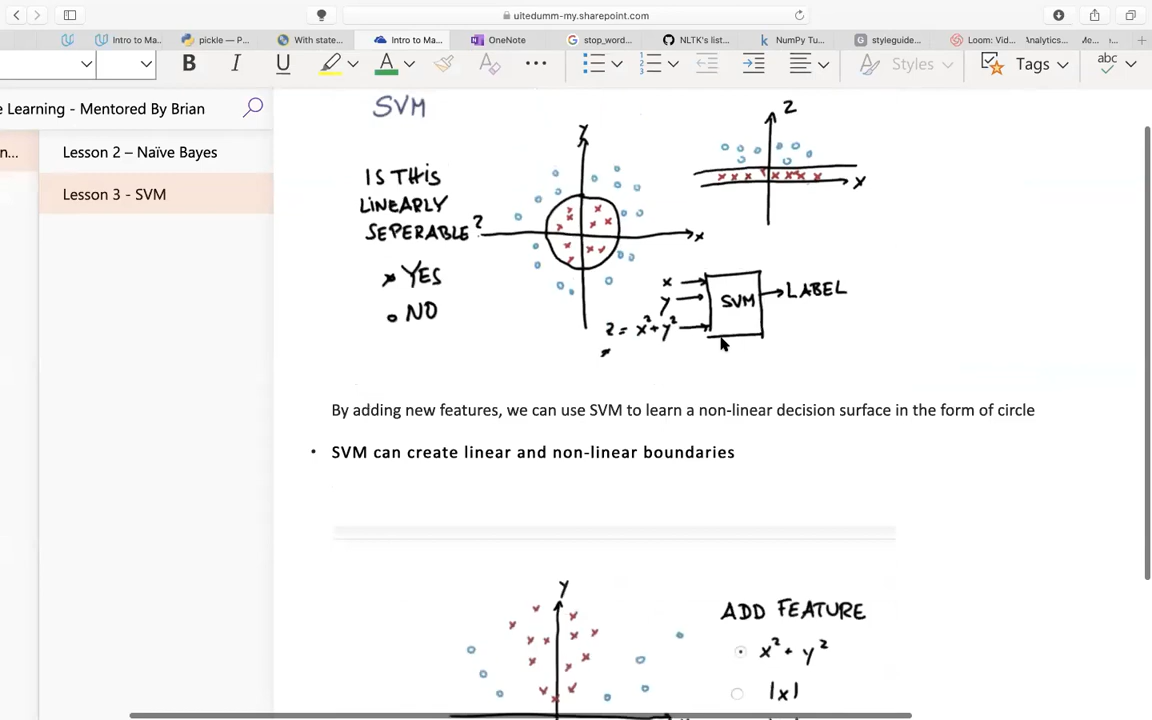 uitedumm-my.sharepoint.com
Intro to M...
pickle — P...
With state...
Intro to Ma...
OneNote
stop_word...
NLTK's list...
NumPy Tu...
styleguide...
Loom: Vid...
Analytics...
B I U A ... Styles Tags abc
e Learning - Mentored By Brian
n...
Lesson 2 – Naïve Bayes
Lesson 3 - SVM
SVM
IS THIS
LINEARLY
SEPERABLE?
YES
NO
Y
x
z
x
x
y
z = x²+y²
SVM
LABEL
By adding new features, we can use SVM to learn a non-linear decision surface in the form of circle
• SVM can create linear and non-linear boundaries
Y
ADD FEATURE
x² + y²
|x|